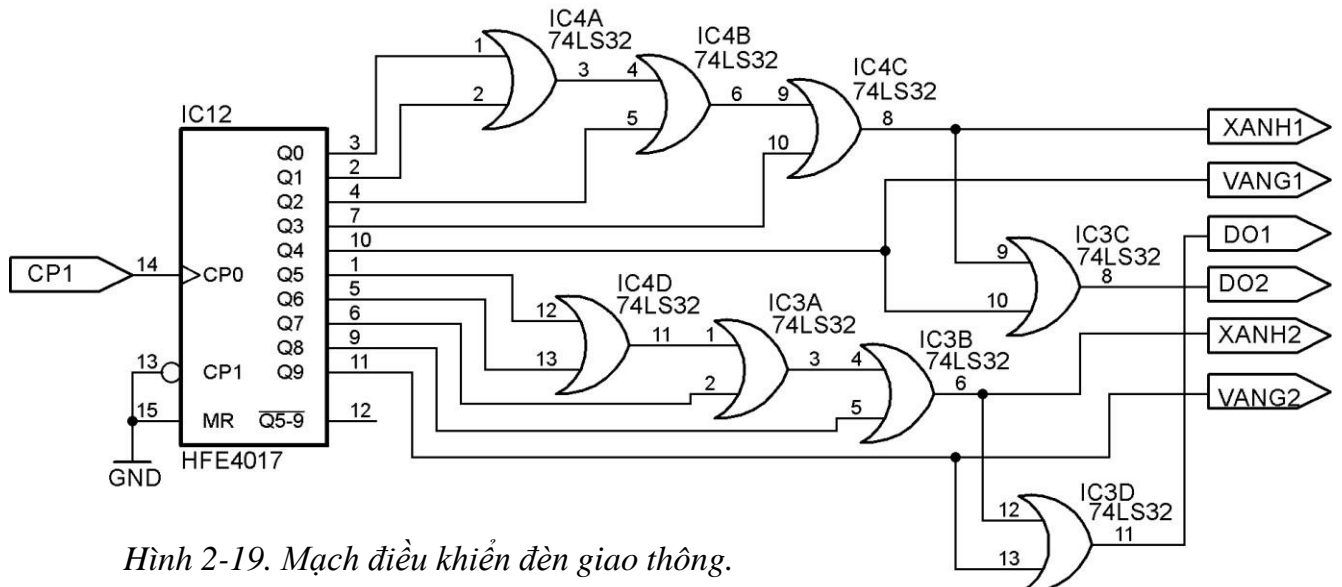 IC4A
74LS32
1
2
3
IC4B
74LS32
4
5
6
IC4C
74LS32
9
10
8
XANH1
VANG1
DO1
DO2
XANH2
VANG2
IC12
Q0 3
Q1 2
Q2 4
Q3 7
Q4 10
Q5 1
Q6 5
Q7 6
Q8 9
Q9 11
Q5-9 12
CP1
14 CP0
13 CP1
15 MR
HFE4017
GND
IC4D
74LS32
12
13
11
IC3A
74LS32
1
2
3
IC3B
74LS32
4
5
6
IC3C
74LS32
9
10
8
IC3D
74LS32
12
13
11
Hình 2-19. Mạch điều khiển đèn giao thông.